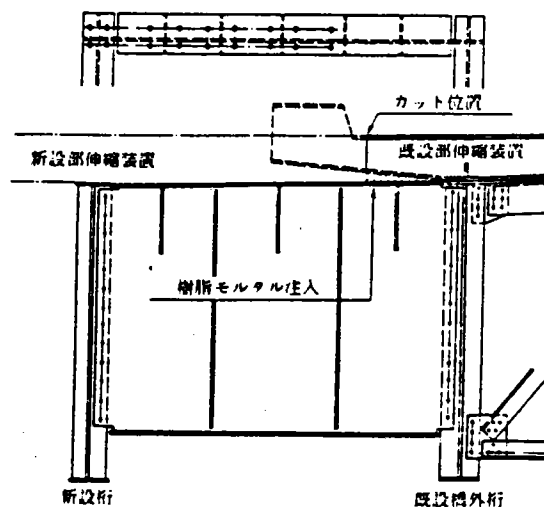 カット位置
新設部伸縮装置
既設部伸縮装置
樹脂モルタル注入
新設桁
既設橋外桁